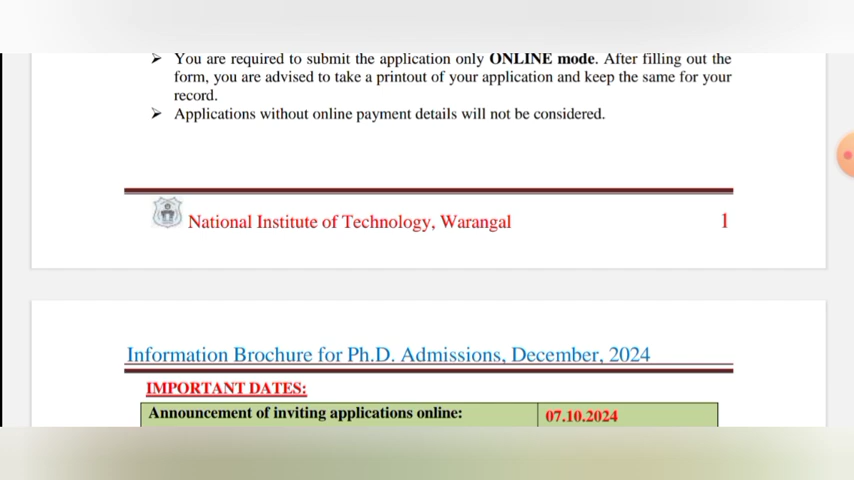 ➢ You are required to submit the application only ONLINE mode. After filling out the
form, you are advised to take a printout of your application and keep the same for your
record.
➢ Applications without online payment details will not be considered.
National Institute of Technology, Warangal 1
Information Brochure for Ph.D. Admissions, December, 2024
IMPORTANT DATES:
Announcement of inviting applications online: 07.10.2024